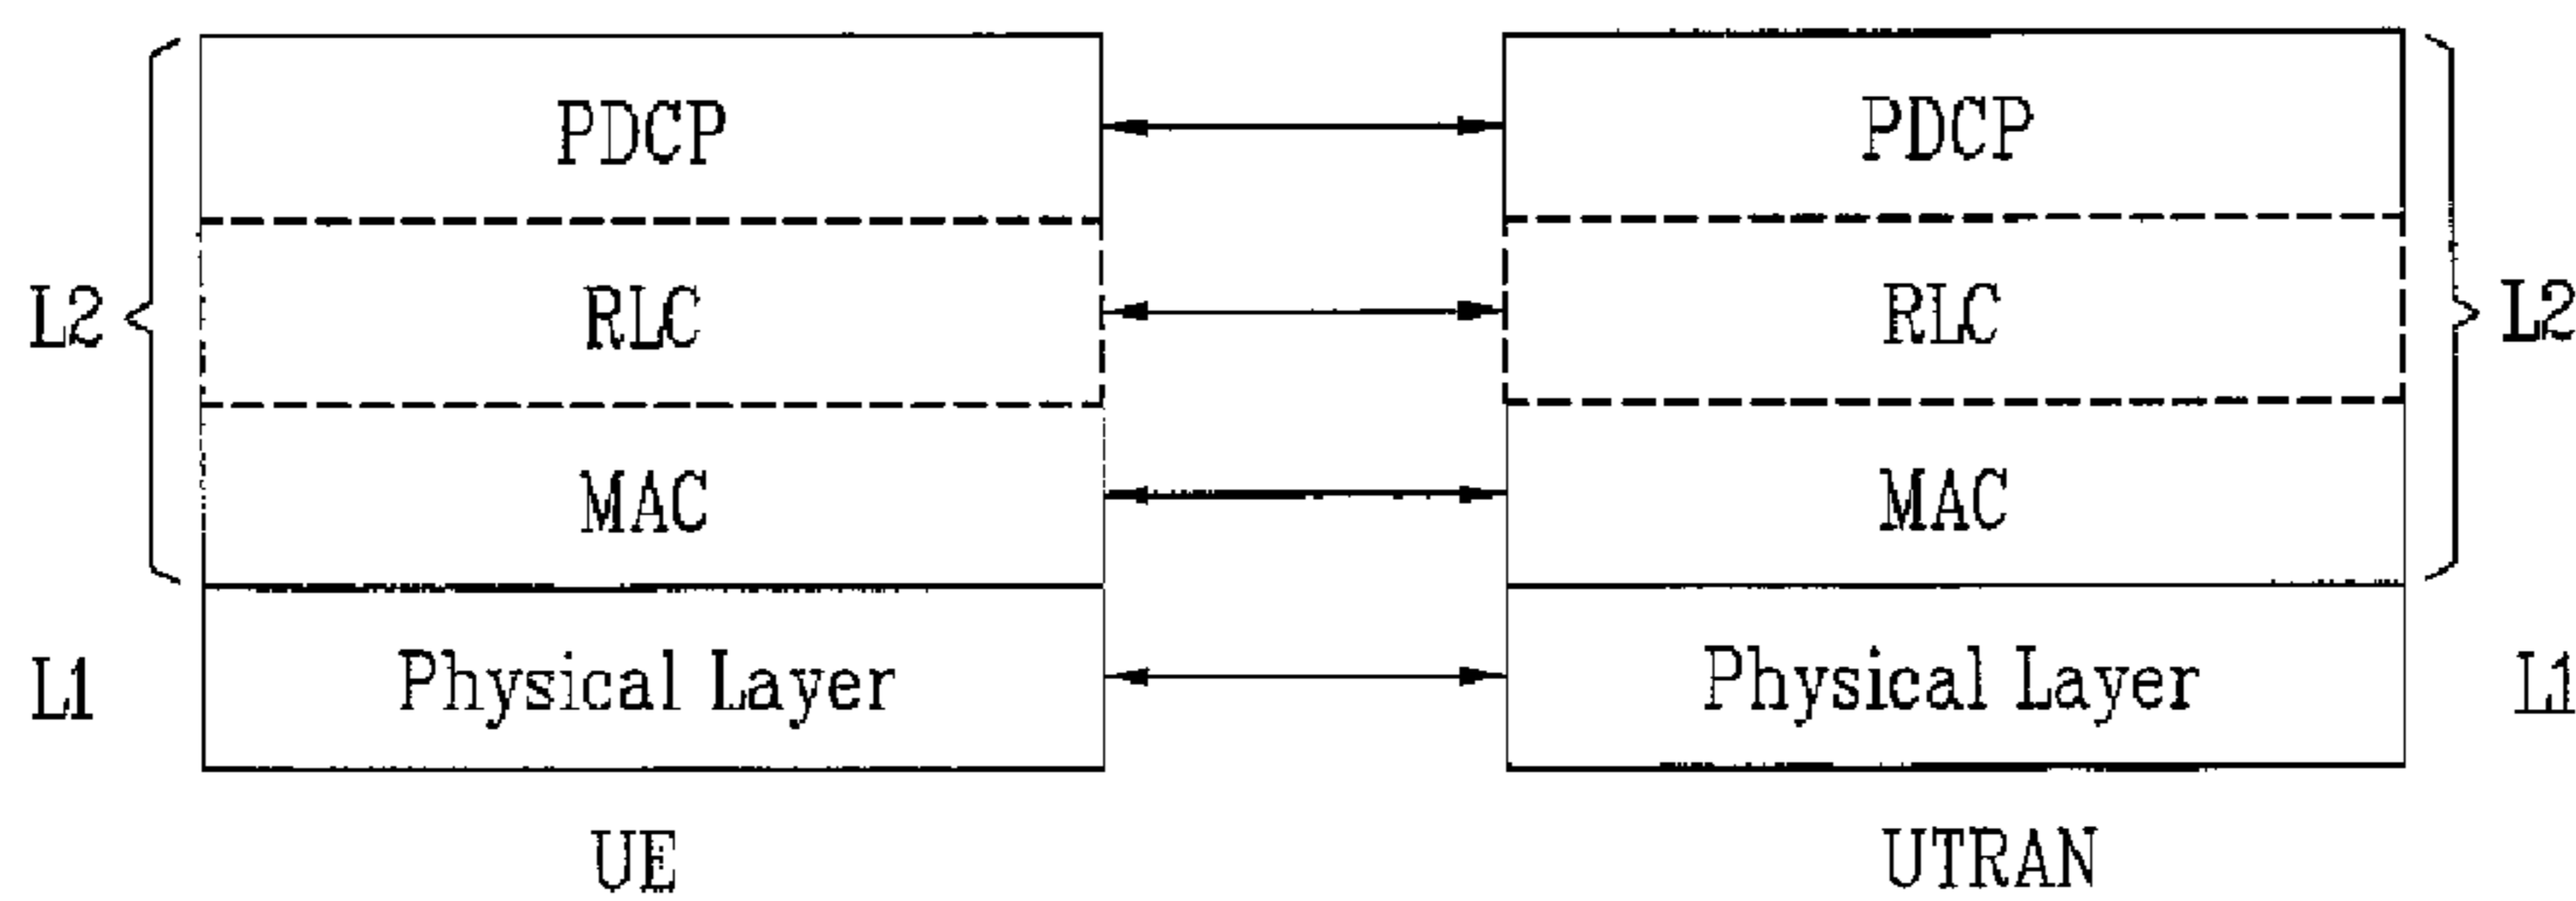 PDCP PDCP
L2 RLC RLC L2
MAC MAC
L1 Physical Layer Physical Layer L1
UE UTRAN